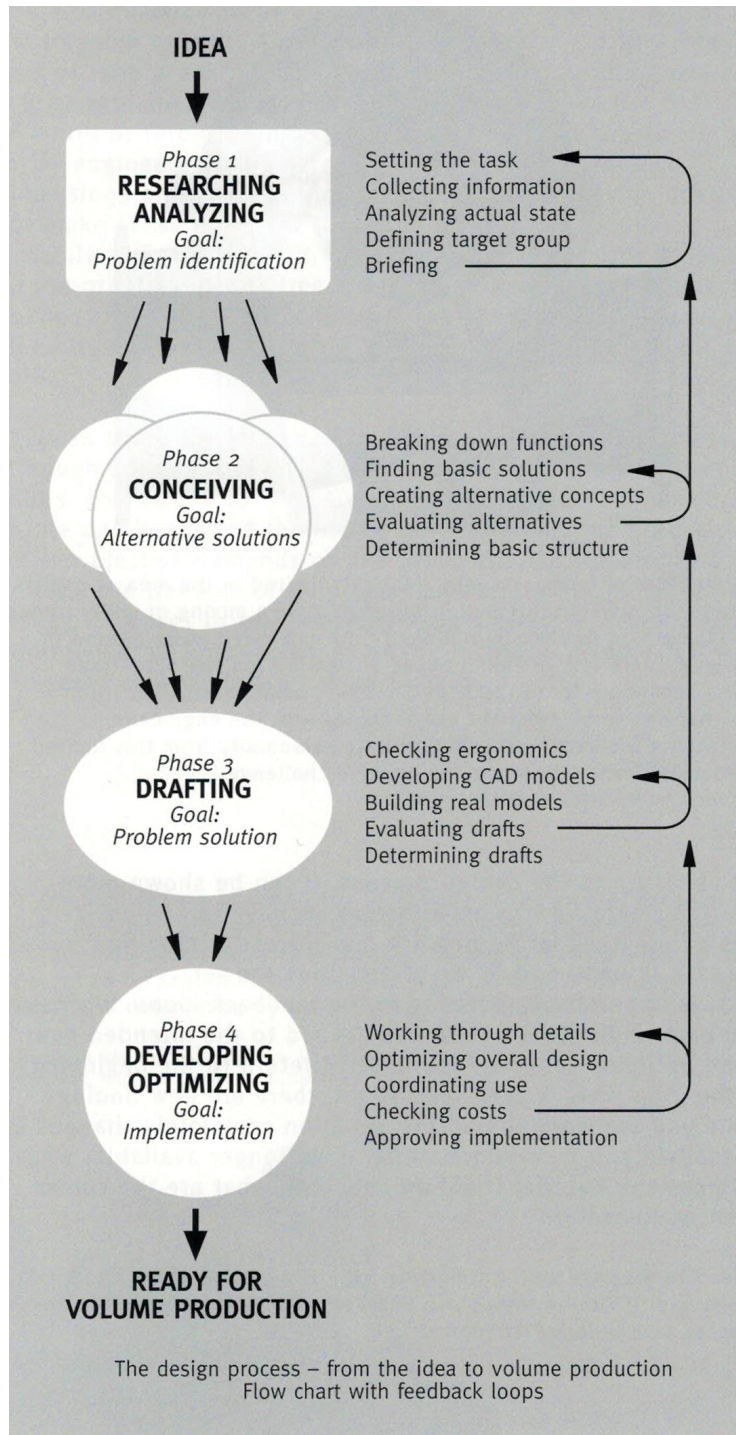 IDEA
Phase 1
RESEARCHING
ANALYZING
Goal:
Problem identification
Setting the task
Collecting information
Analyzing actual state
Defining target group
Briefing
Phase 2
CONCEIVING
Goal:
Alternative solutions
Breaking down functions
Finding basic solutions
Creating alternative concepts
Evaluating alternatives
Determining basic structure
Phase 3
DRAFTING
Goal:
Problem solution
Checking ergonomics
Developing CAD models
Building real models
Evaluating drafts
Determining drafts
Phase 4
DEVELOPING
OPTIMIZING
Goal:
Implementation
Working through details
Optimizing overall design
Coordinating use
Checking costs
Approving implementation
READY FOR
VOLUME PRODUCTION
The design process – from the idea to volume production
Flow chart with feedback loops